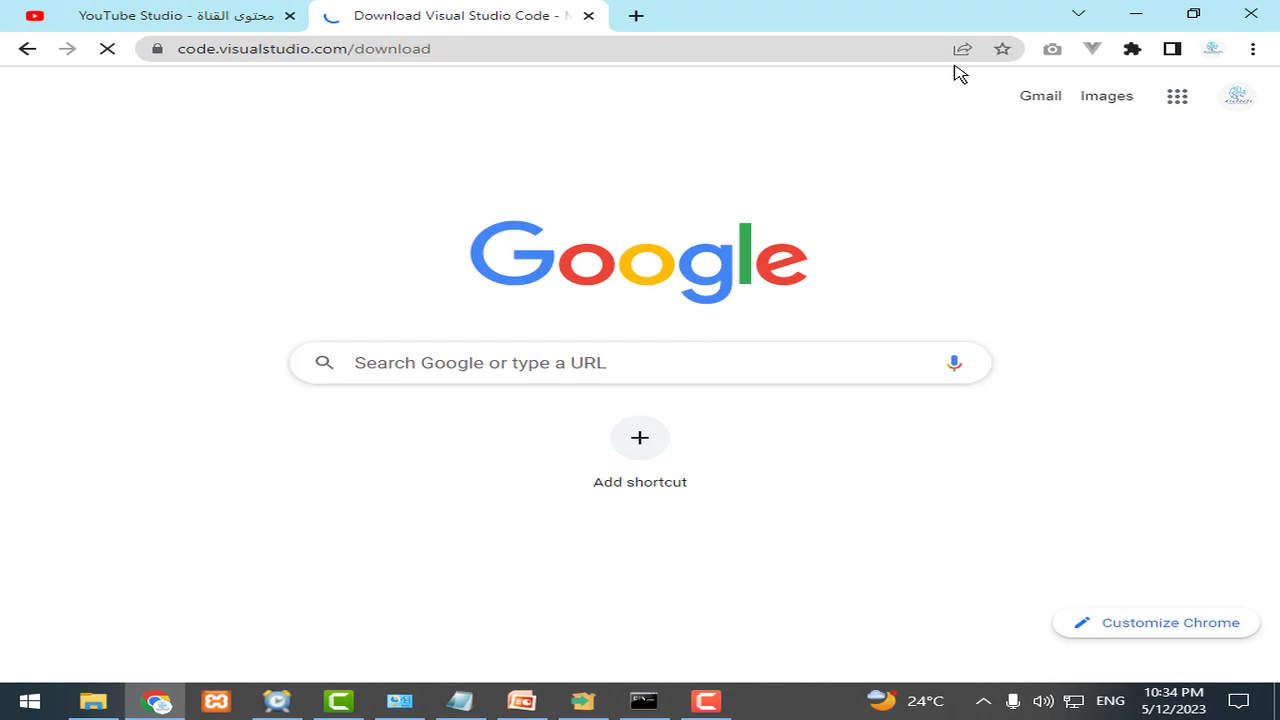 YouTube Studio - محتوى القناة
Download Visual Studio Code -
code.visualstudio.com/download
Gmail
Images
Google
Search Google or type a URL
Add shortcut
Customize Chrome
24°C
ENG
10:34 PM
5/12/2023